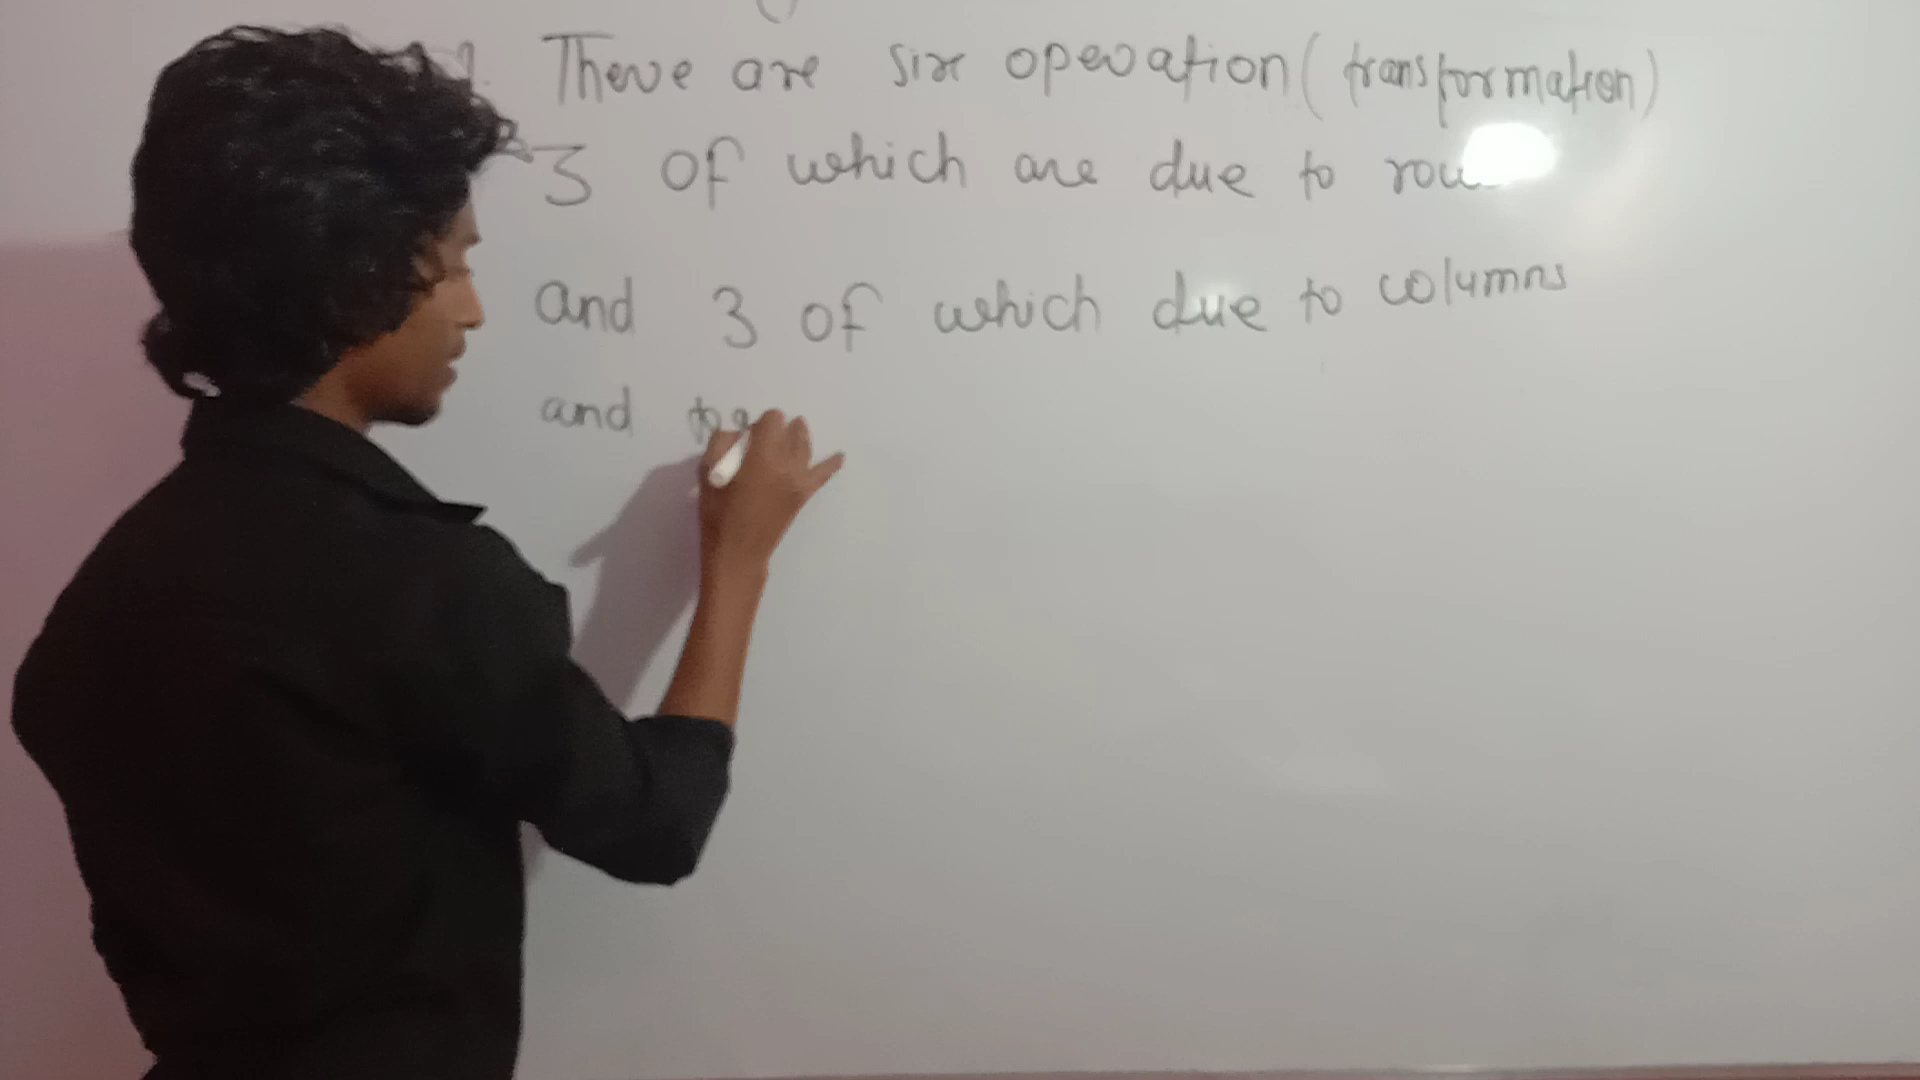 There are six operation (transformation)
3 of which are due to row
and 3 of which due to columns
and